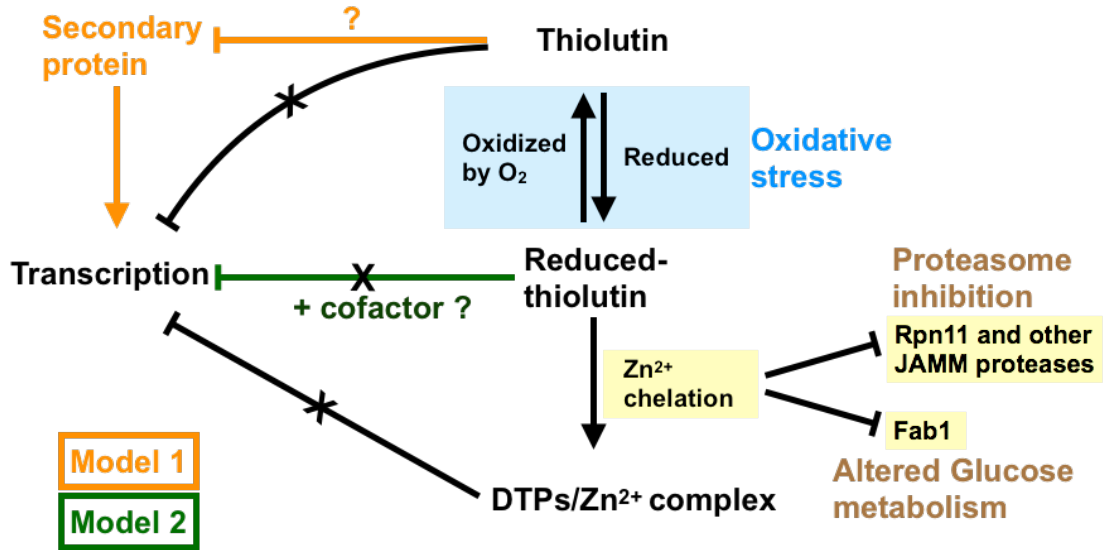 ?
Secondary
protein
Thiolutin
Oxidized
by O₂
Reduced
Oxidative
stress
Transcription
X
+ cofactor ?
Reduced-
thiolutin
Proteasome
inhibition
Rpn11 and other
JAMM proteases
Zn²⁺
chelation
Fab1
Altered Glucose
metabolism
DTPs/Zn²⁺ complex
Model 1
Model 2